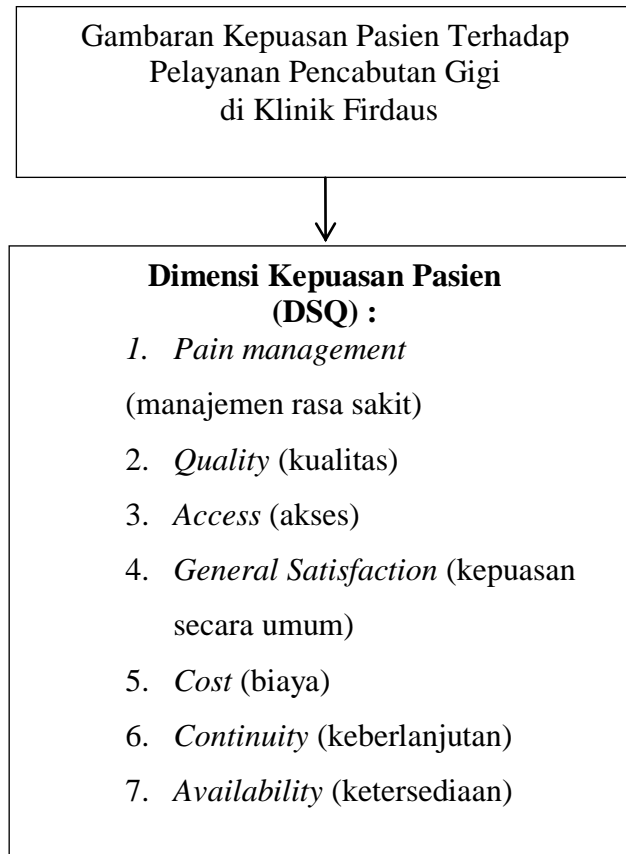 Gambaran Kepuasan Pasien Terhadap
Pelayanan Pencabutan Gigi
di Klinik Firdaus
Dimensi Kepuasan Pasien
(DSQ) :
1. Pain management
(manajemen rasa sakit)
2. Quality (kualitas)
3. Access (akses)
4. General Satisfaction (kepuasan
secara umum)
5. Cost (biaya)
6. Continuity (keberlanjutan)
7. Availability (ketersediaan)